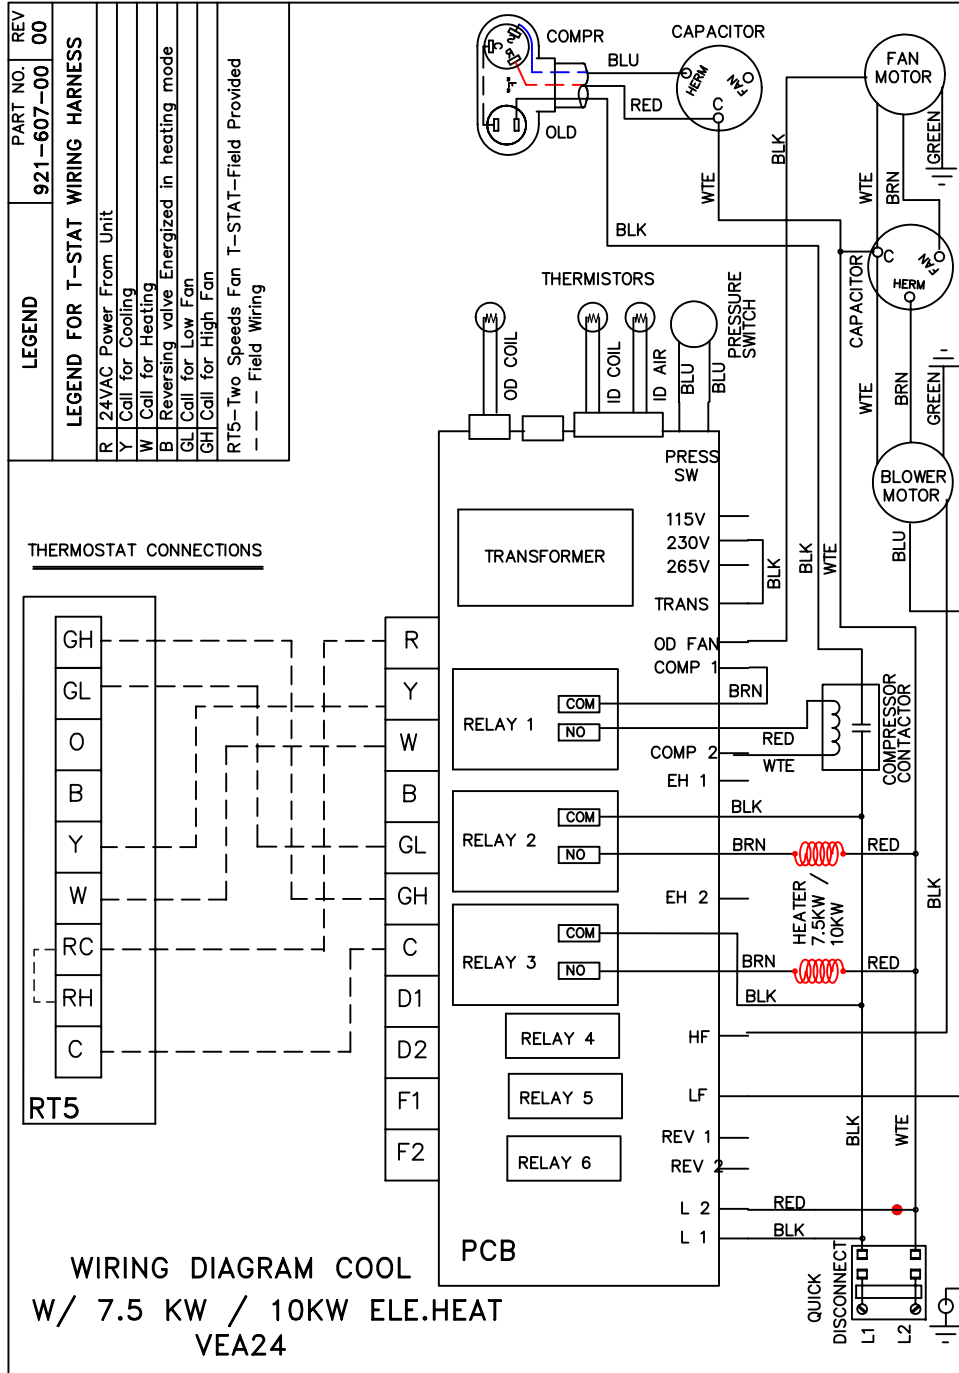 PART NO.
REV
921-607-00
00
LEGEND
LEGEND FOR T-STAT WIRING HARNESS
R 24VAC Power From Unit
Y Call for Cooling
W Call for Heating
B Reversing valve Energized in heating mode
GL Call for Low Fan
GH Call for High Fan
RT5-Two Speeds Fan T-STAT-Field Provided
--- Field Wiring
COMPR
S
C
R
OLD
BLU
RED
CAPACITOR
HERM
FAN
C
FAN
MOTOR
BLK
WTE
WTE
BRN
GREEN
BLK
CAPACITOR
C
FAN
HERM
THERMISTORS
OD COIL
ID COIL
ID AIR
BLU
BLU
PRESSURE
SWITCH
WTE
BRN
GREEN
BLOWER
MOTOR
BLU
PRESS
SW
115V
230V
265V
TRANS
BLK
BLK
WTE
TRANSFORMER
THERMOSTAT CONNECTIONS
GH
GL
O
B
Y
W
RC
RH
C
RT5
R
Y
W
B
GL
GH
C
D1
D2
F1
F2
OD FAN
COMP 1
BRN
RELAY 1
COM
NO
RED
COMP 2
WTE
EH 1
COMPRESSOR
CONTACTOR
RELAY 2
COM
NO
BLK
BRN
RED
HEATER
7.5KW /
10KW
BLK
EH 2
RELAY 3
COM
NO
BRN
RED
BLK
RELAY 4
HF
RELAY 5
LF
RELAY 6
REV 1
REV 2
BLK
WTE
L 2
RED
L 1
BLK
PCB
QUICK
DISCONNECT
L1
L2
WIRING DIAGRAM COOL
W/ 7.5 KW / 10KW ELE.HEAT
VEA24